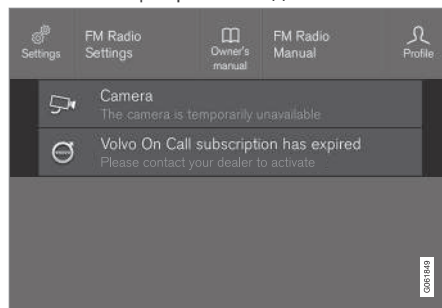 Settings
FM Radio
Settings
Owner's
manual
FM Radio
Manual
Profile
Camera
The camera is temporarily unavailable
Volvo On Call subscription has expired
Please contact your dealer to activate
G061849